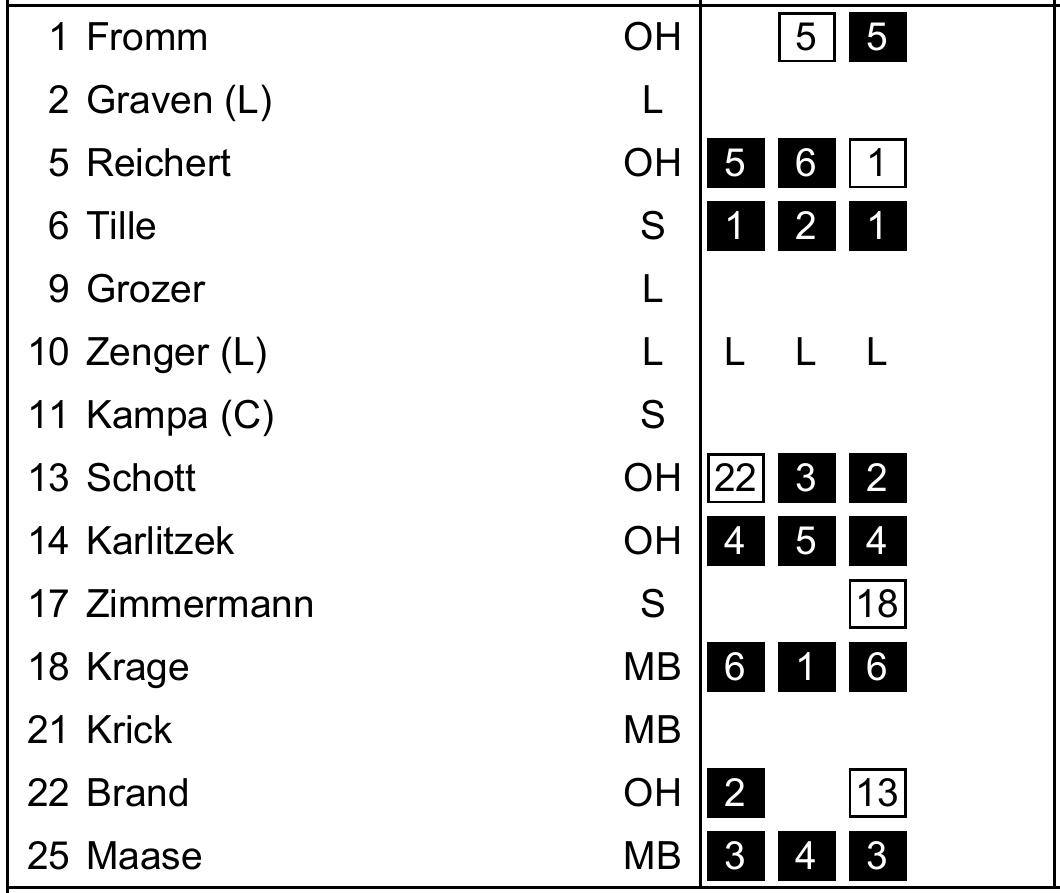 1 Fromm OH 5 5
2 Graven (L) L
5 Reichert OH 5 6 1
6 Tille S 1 2 1
9 Grozer L
10 Zenger (L) L L L L
11 Kampa (C) S
13 Schott OH 22 3 2
14 Karlitzek OH 4 5 4
17 Zimmermann S 18
18 Krage MB 6 1 6
21 Krick MB
22 Brand OH 2 13
25 Maase MB 3 4 3